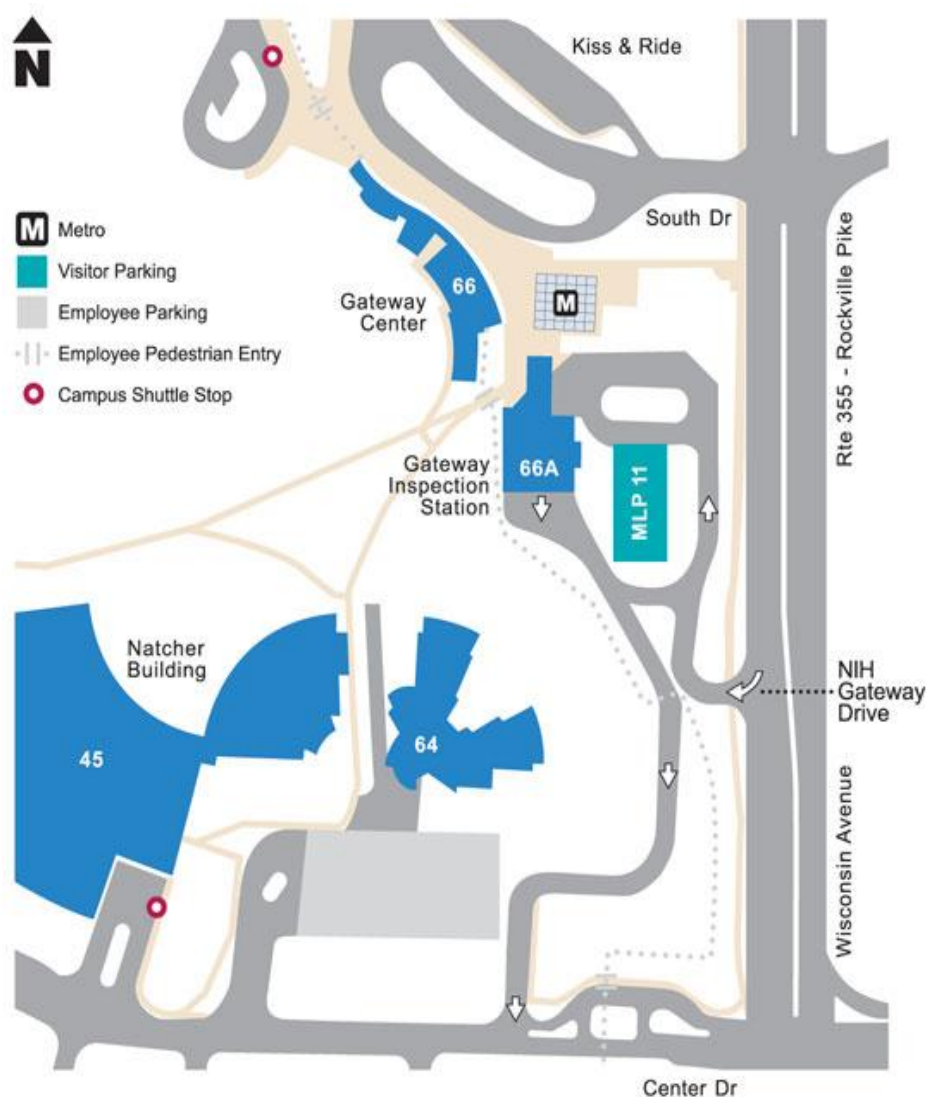 N
Kiss & Ride
South Dr
M Metro
Visitor Parking
Employee Parking
Employee Pedestrian Entry
Campus Shuttle Stop
66
M
Gateway
Center
Rte 355 - Rockville Pike
Gateway
Inspection
Station
66A
MLP 11
Natcher
Building
45
64
NIH
Gateway
Drive
Wisconsin Avenue
Center Dr